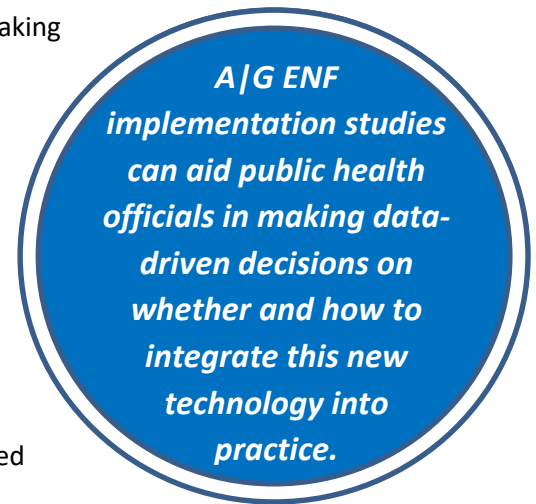 aking
A|G ENF
implementation studies
can aid public health
officials in making data-
driven decisions on
whether and how to
integrate this new
technology into
practice.
ed